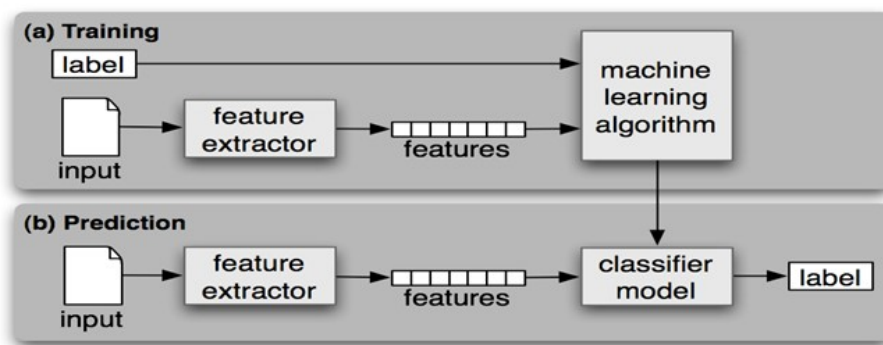 (a) Training
label
machine
learning
algorithm
feature
extractor
features
input
(b) Prediction
feature
extractor
features
classifier
model
label
input